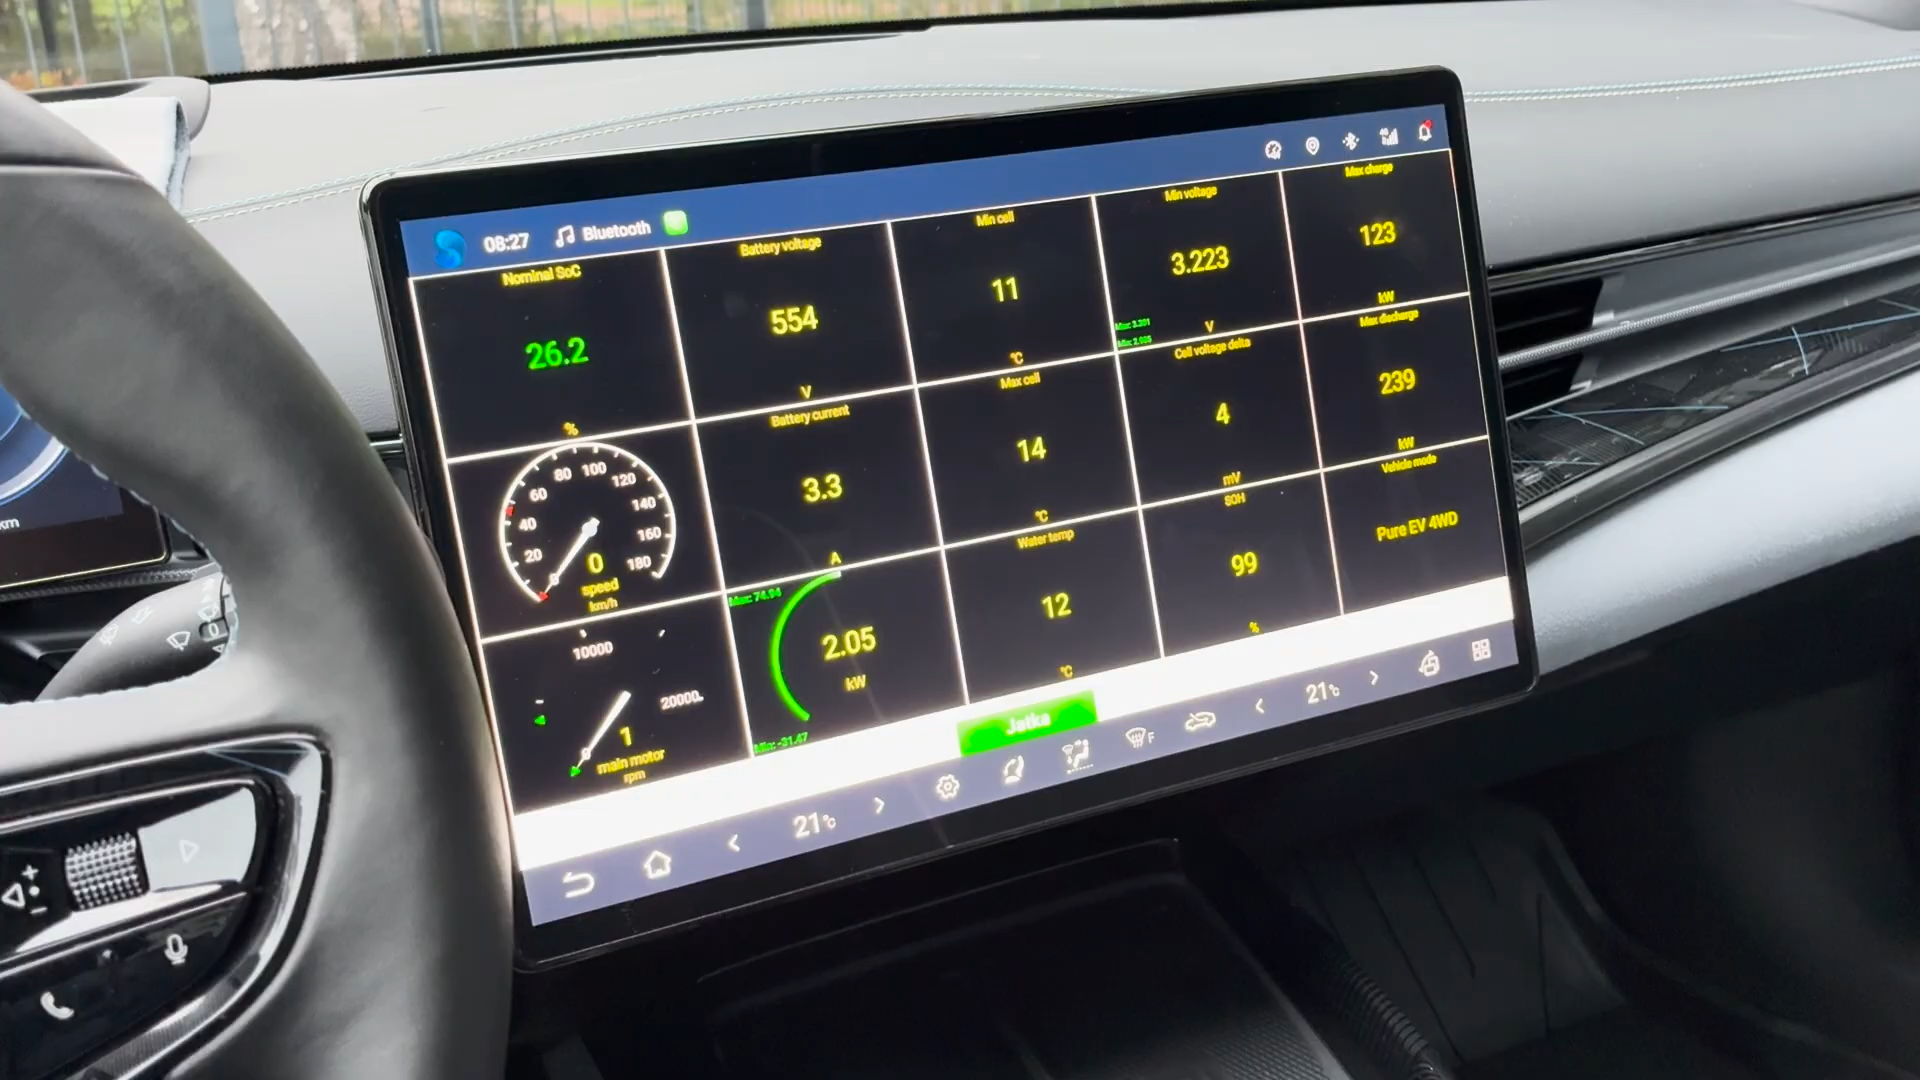 08:27 Bluetooth
4G
Nominal SoC
26.2
%
Battery voltage
554
V
Min cell
11
°C
Min voltage
3.223
V
Max charge
123
kW
Battery current
3.3
A
Max cell
14
°C
Cell voltage delta
4
mV
Max discharge
239
kW
0 20 40 60 80 100 120 140 160 180
0
speed
km/h
Max: 74.94
2.05
kW
Min: -31.47
Water temp
12
°C
SOH
99
%
Vehicle mode
Pure EV 4WD
0 10000 20000
1
main motor
rpm
Jatka
21°C
F
21°C
km